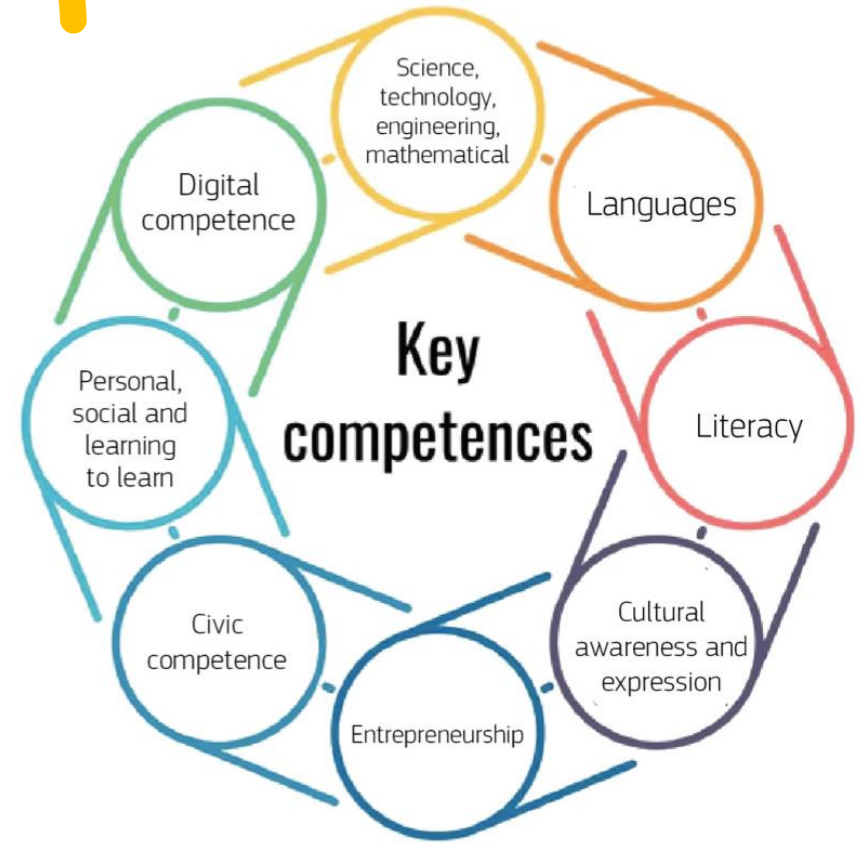 Key
competences
Science,
technology,
engineering,
mathematical
Languages
Literacy
Cultural
awareness and
expression
Entrepreneurship
Civic
competence
Personal,
social and
learning
to learn
Digital
competence